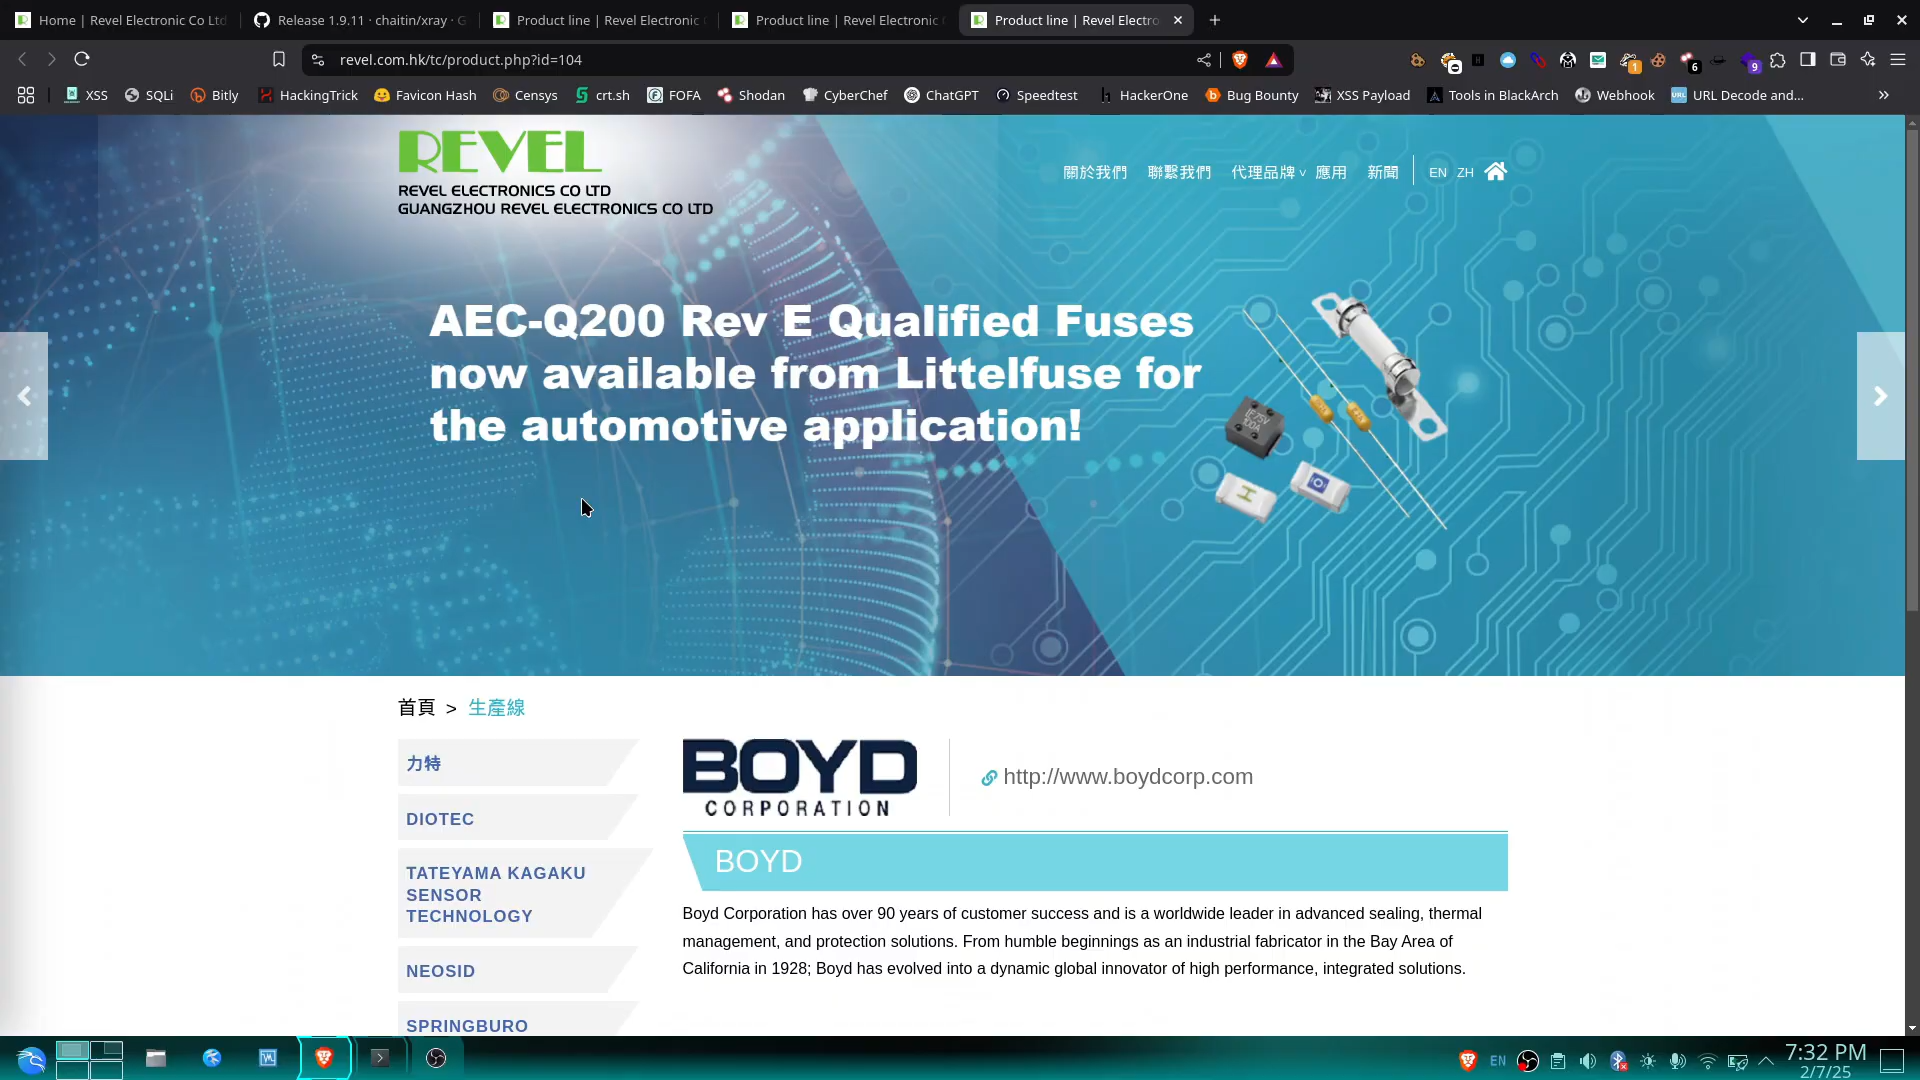 Home | Revel Electronic Co Ltd
Release 1.9.11 · chaitin/xray · G
Product line | Revel Electronic
Product line | Revel Electronic
Product line | Revel Electro
revel.com.hk/tc/product.php?id=104
1
6
9
XSS
SQLi
Bitly
HackingTrick
Favicon Hash
Censys
crt.sh
FOFA
Shodan
CyberChef
ChatGPT
Speedtest
HackerOne
Bug Bounty
XSS Payload
Tools in BlackArch
Webhook
URL Decode and...
REVEL
REVEL ELECTRONICS CO LTD
GUANGZHOU REVEL ELECTRONICS CO LTD
關於我們
聯繫我們
代理品牌
應用
新聞
EN
ZH
AEC-Q200 Rev E Qualified Fuses
now available from Littelfuse for
the automotive application!
首頁 > 生產線
力特
DIOTEC
TATEYAMA KAGAKU
SENSOR
TECHNOLOGY
NEOSID
SPRINGBURO
BOYD
CORPORATION
http://www.boydcorp.com
BOYD
Boyd Corporation has over 90 years of customer success and is a worldwide leader in advanced sealing, thermal
management, and protection solutions. From humble beginnings as an industrial fabricator in the Bay Area of
California in 1928; Boyd has evolved into a dynamic global innovator of high performance, integrated solutions.
EN
7:32 PM
2/7/25